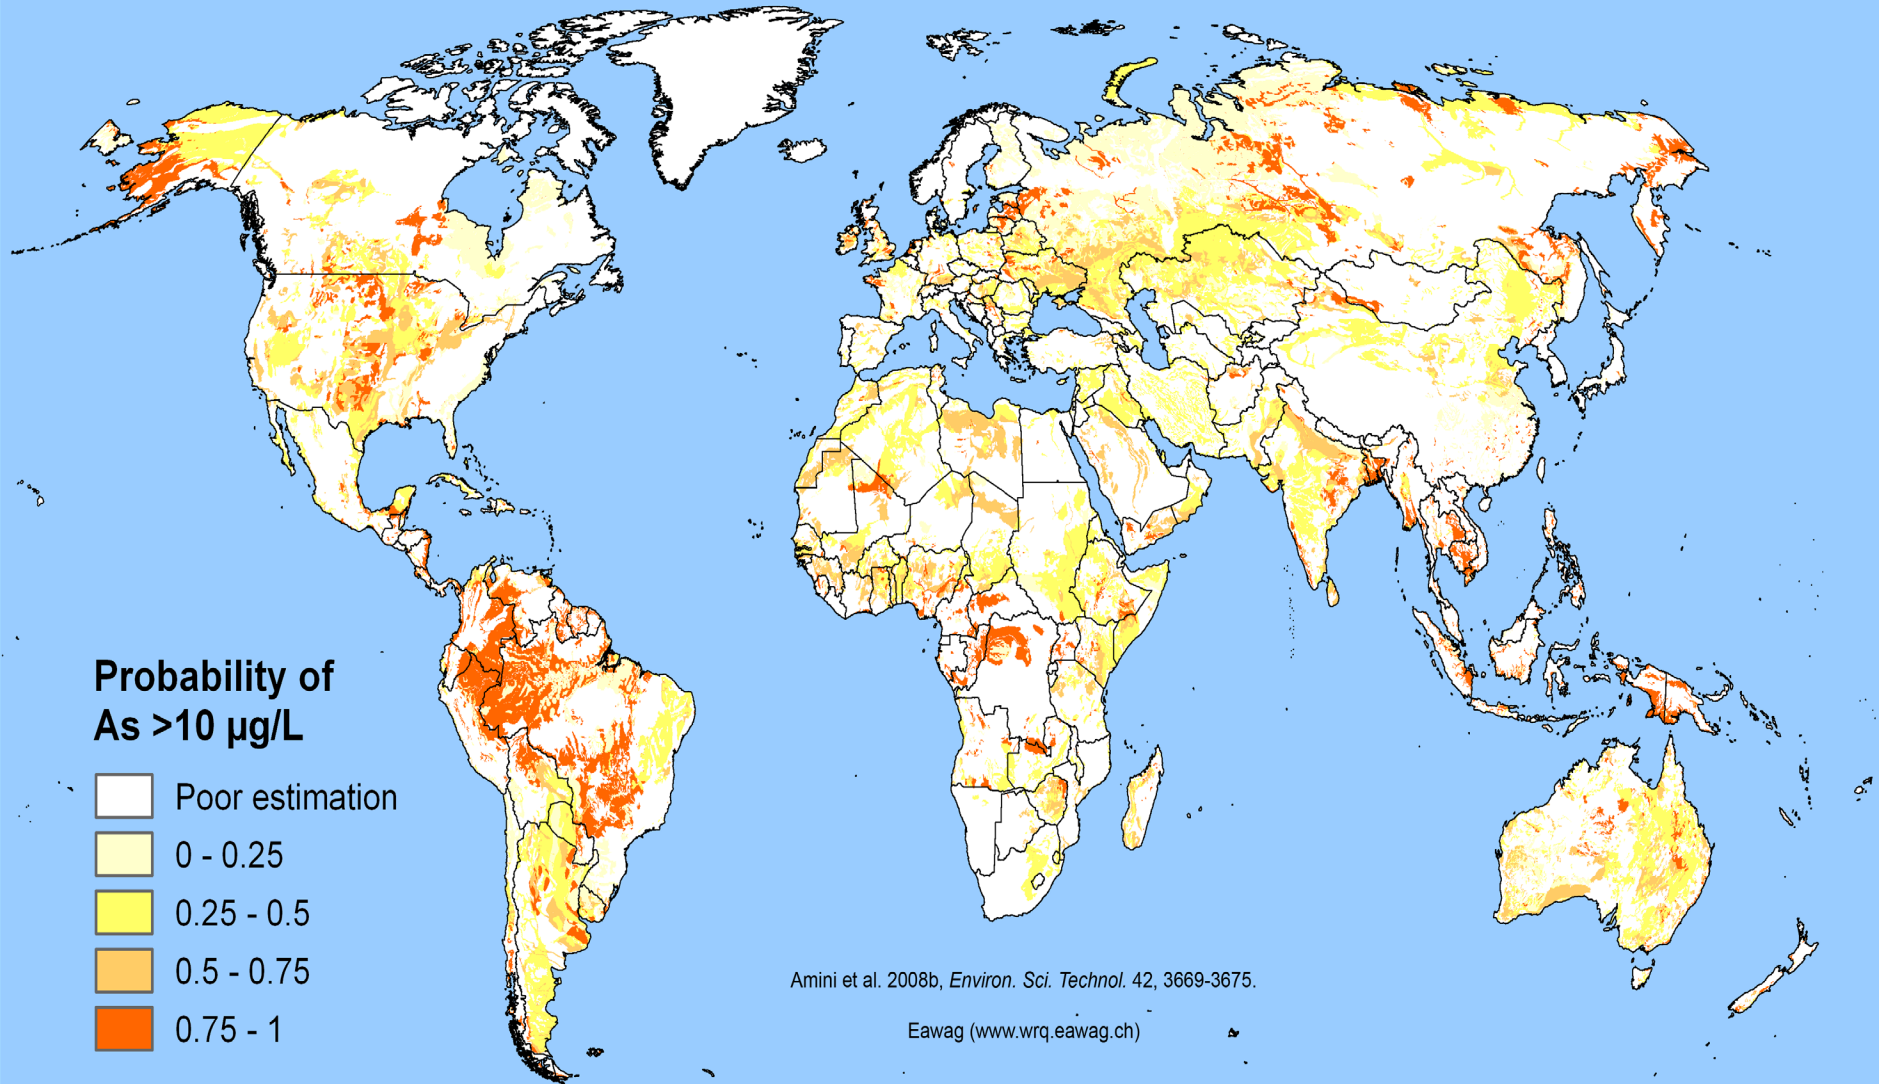 Probability of
As >10 µg/L
Poor estimation
0 - 0.25
0.25 - 0.5
0.5 - 0.75
0.75 - 1
Amini et al. 2008b, Environ. Sci. Technol. 42, 3669-3675.
Eawag (www.wrq.eawag.ch)